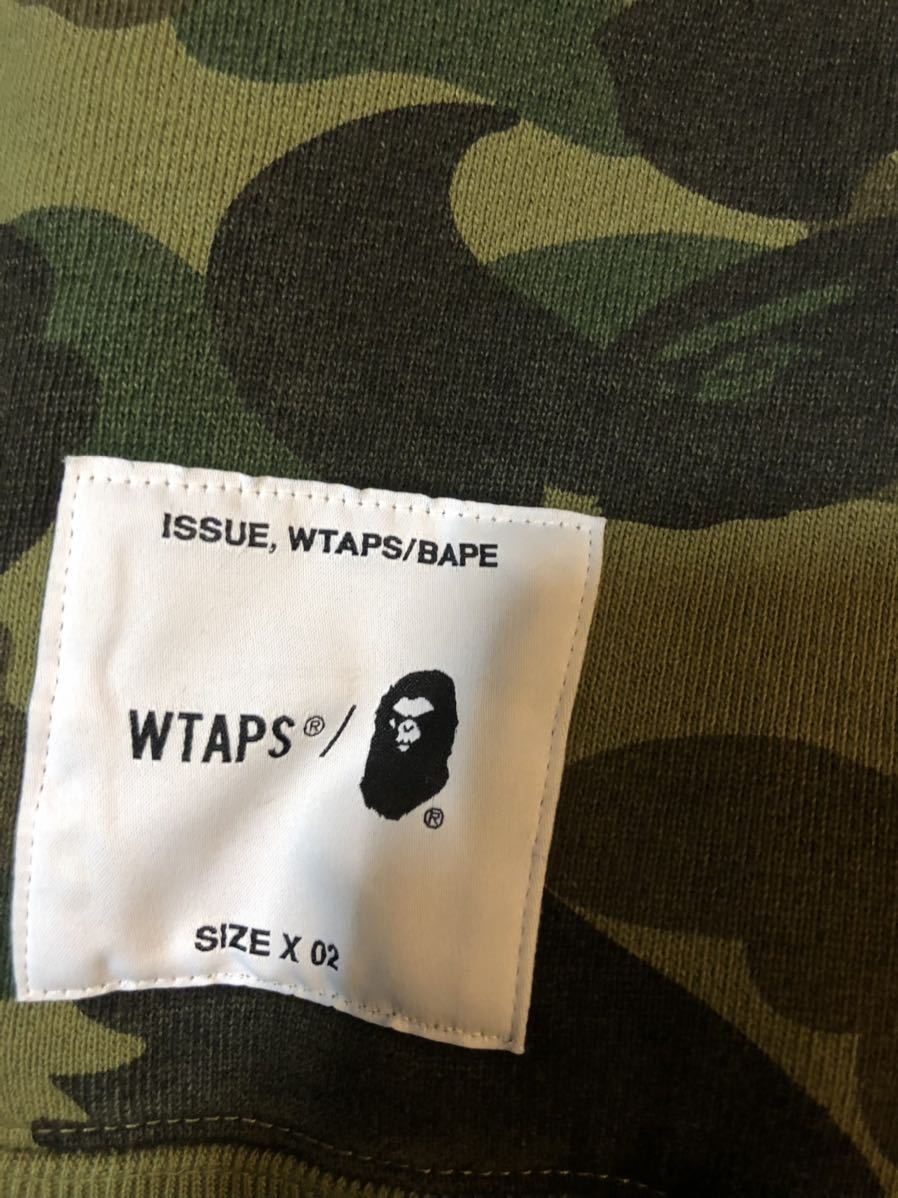 ISSUE, WTAPS/BAPE
WTAPS®/ ®
SIZE X 02